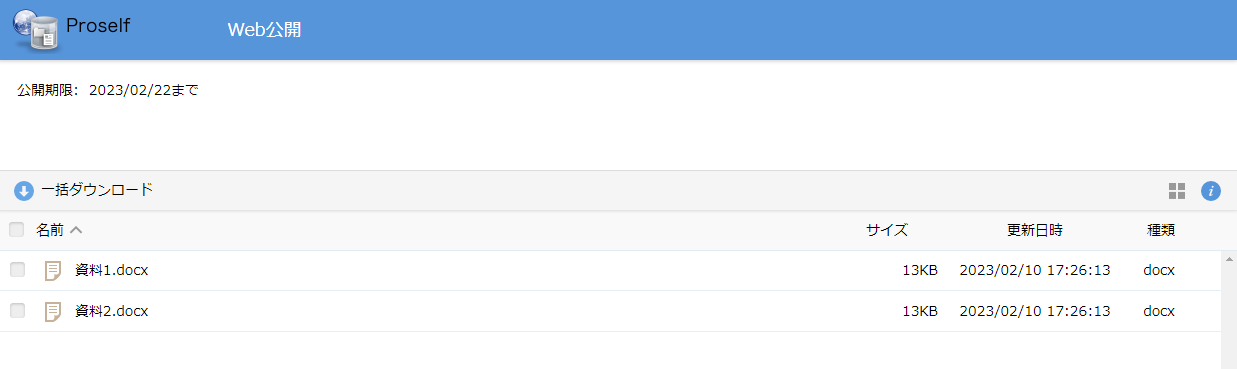 Proself
Web公開
公開期限: 2023/02/22まで
一括ダウンロード
名前 サイズ 更新日時 種類
資料1.docx 13KB 2023/02/10 17:26:13 docx
資料2.docx 13KB 2023/02/10 17:26:13 docx